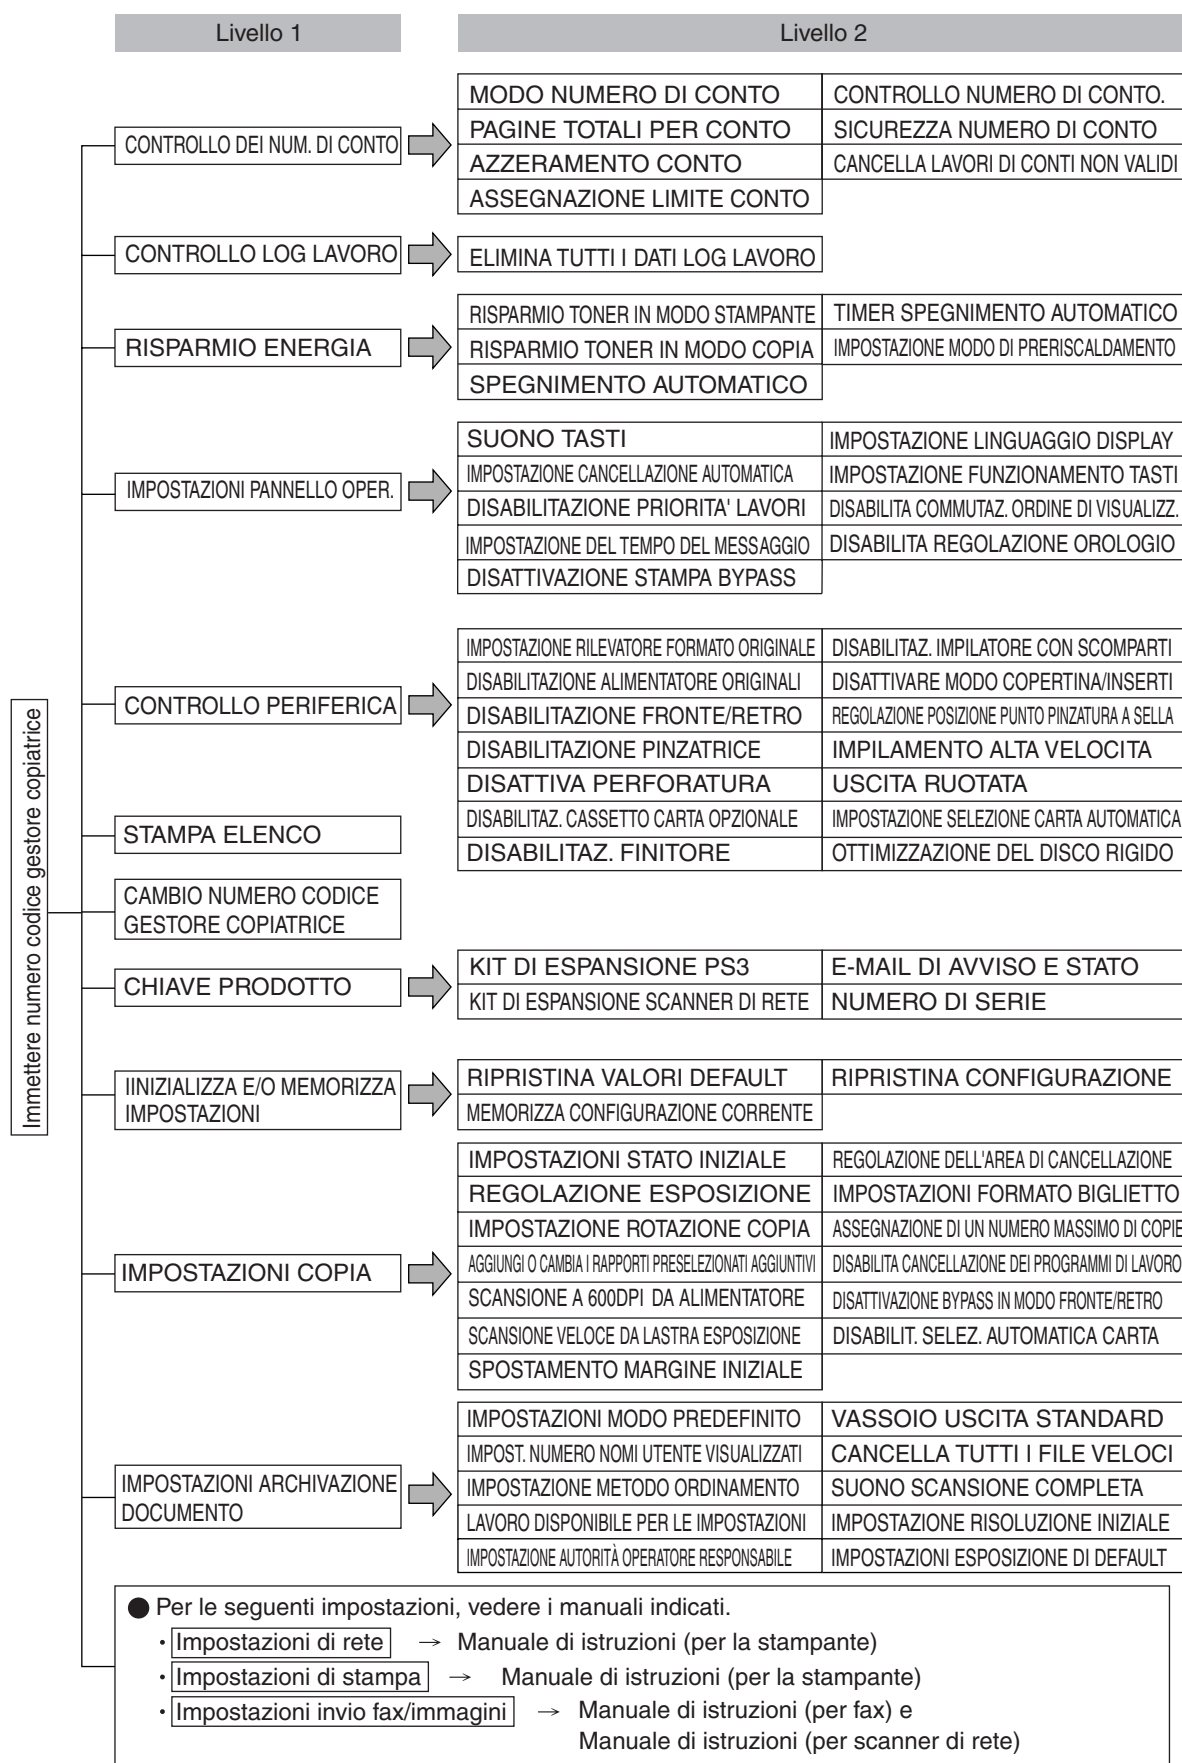 Livello 1
Livello 2
Immettere numero codice gestore copiatrice
CONTROLLO DEI NUM. DI CONTO
MODO NUMERO DI CONTO
CONTROLLO NUMERO DI CONTO.
PAGINE TOTALI PER CONTO
SICUREZZA NUMERO DI CONTO
AZZERAMENTO CONTO
CANCELLA LAVORI DI CONTI NON VALIDI
ASSEGNAZIONE LIMITE CONTO
CONTROLLO LOG LAVORO
ELIMINA TUTTI I DATI LOG LAVORO
RISPARMIO ENERGIA
RISPARMIO TONER IN MODO STAMPANTE
TIMER SPEGNIMENTO AUTOMATICO
RISPARMIO TONER IN MODO COPIA
IMPOSTAZIONE MODO DI PRERISCALDAMENTO
SPEGNIMENTO AUTOMATICO
IMPOSTAZIONI PANNELLO OPER.
SUONO TASTI
IMPOSTAZIONE LINGUAGGIO DISPLAY
IMPOSTAZIONE CANCELLAZIONE AUTOMATICA
IMPOSTAZIONE FUNZIONAMENTO TASTI
DISABILITAZIONE PRIORITA' LAVORI
DISABILITA COMMUTAZ. ORDINE DI VISUALIZZ.
IMPOSTAZIONE DEL TEMPO DEL MESSAGGIO
DISABILITA REGOLAZIONE OROLOGIO
DISATTIVAZIONE STAMPA BYPASS
CONTROLLO PERIFERICA
IMPOSTAZIONE RILEVATORE FORMATO ORIGINALE
DISABILITAZ. IMPILATORE CON SCOMPARTI
DISABILITAZIONE ALIMENTATORE ORIGINALI
DISATTIVARE MODO COPERTINA/INSERTI
DISABILITAZIONE FRONTE/RETRO
REGOLAZIONE POSIZIONE PUNTO PINZATURA A SELLA
DISABILITAZIONE PINZATRICE
IMPILAMENTO ALTA VELOCITA
DISATTIVA PERFORATURA
USCITA RUOTATA
DISABILITAZ. CASSETTO CARTA OPZIONALE
IMPOSTAZIONE SELEZIONE CARTA AUTOMATICA
DISABILITAZ. FINITORE
OTTIMIZZAZIONE DEL DISCO RIGIDO
STAMPA ELENCO
CAMBIO NUMERO CODICE
GESTORE COPIATRICE
CHIAVE PRODOTTO
KIT DI ESPANSIONE PS3
E-MAIL DI AVVISO E STATO
KIT DI ESPANSIONE SCANNER DI RETE
NUMERO DI SERIE
IINIZIALIZZA E/O MEMORIZZA
IMPOSTAZIONI
RIPRISTINA VALORI DEFAULT
RIPRISTINA CONFIGURAZIONE
MEMORIZZA CONFIGURAZIONE CORRENTE
IMPOSTAZIONI COPIA
IMPOSTAZIONI STATO INIZIALE
REGOLAZIONE DELL'AREA DI CANCELLAZIONE
REGOLAZIONE ESPOSIZIONE
IMPOSTAZIONI FORMATO BIGLIETTO
IMPOSTAZIONE ROTAZIONE COPIA
ASSEGNAZIONE DI UN NUMERO MASSIMO DI COPIE
AGGIUNGI O CAMBIA I RAPPORTI PRESELEZIONATI AGGIUNTIVI
DISABILITA CANCELLAZIONE DEI PROGRAMMI DI LAVORO
SCANSIONE A 600DPI DA ALIMENTATORE
DISATTIVAZIONE BYPASS IN MODO FRONTE/RETRO
SCANSIONE VELOCE DA LASTRA ESPOSIZIONE
DISABILIT. SELEZ. AUTOMATICA CARTA
SPOSTAMENTO MARGINE INIZIALE
IMPOSTAZIONI ARCHIVAZIONE
DOCUMENTO
IMPOSTAZIONI MODO PREDEFINITO
VASSOIO USCITA STANDARD
IMPOST. NUMERO NOMI UTENTE VISUALIZZATI
CANCELLA TUTTI I FILE VELOCI
IMPOSTAZIONE METODO ORDINAMENTO
SUONO SCANSIONE COMPLETA
LAVORO DISPONIBILE PER LE IMPOSTAZIONI
IMPOSTAZIONE RISOLUZIONE INIZIALE
IMPOSTAZIONE AUTORITÀ OPERATORE RESPONSABILE
IMPOSTAZIONI ESPOSIZIONE DI DEFAULT
● Per le seguenti impostazioni, vedere i manuali indicati.
・Impostazioni di rete → Manuale di istruzioni (per la stampante)
・Impostazioni di stampa → Manuale di istruzioni (per la stampante)
・Impostazioni invio fax/immagini → Manuale di istruzioni (per fax) e
Manuale di istruzioni (per scanner di rete)